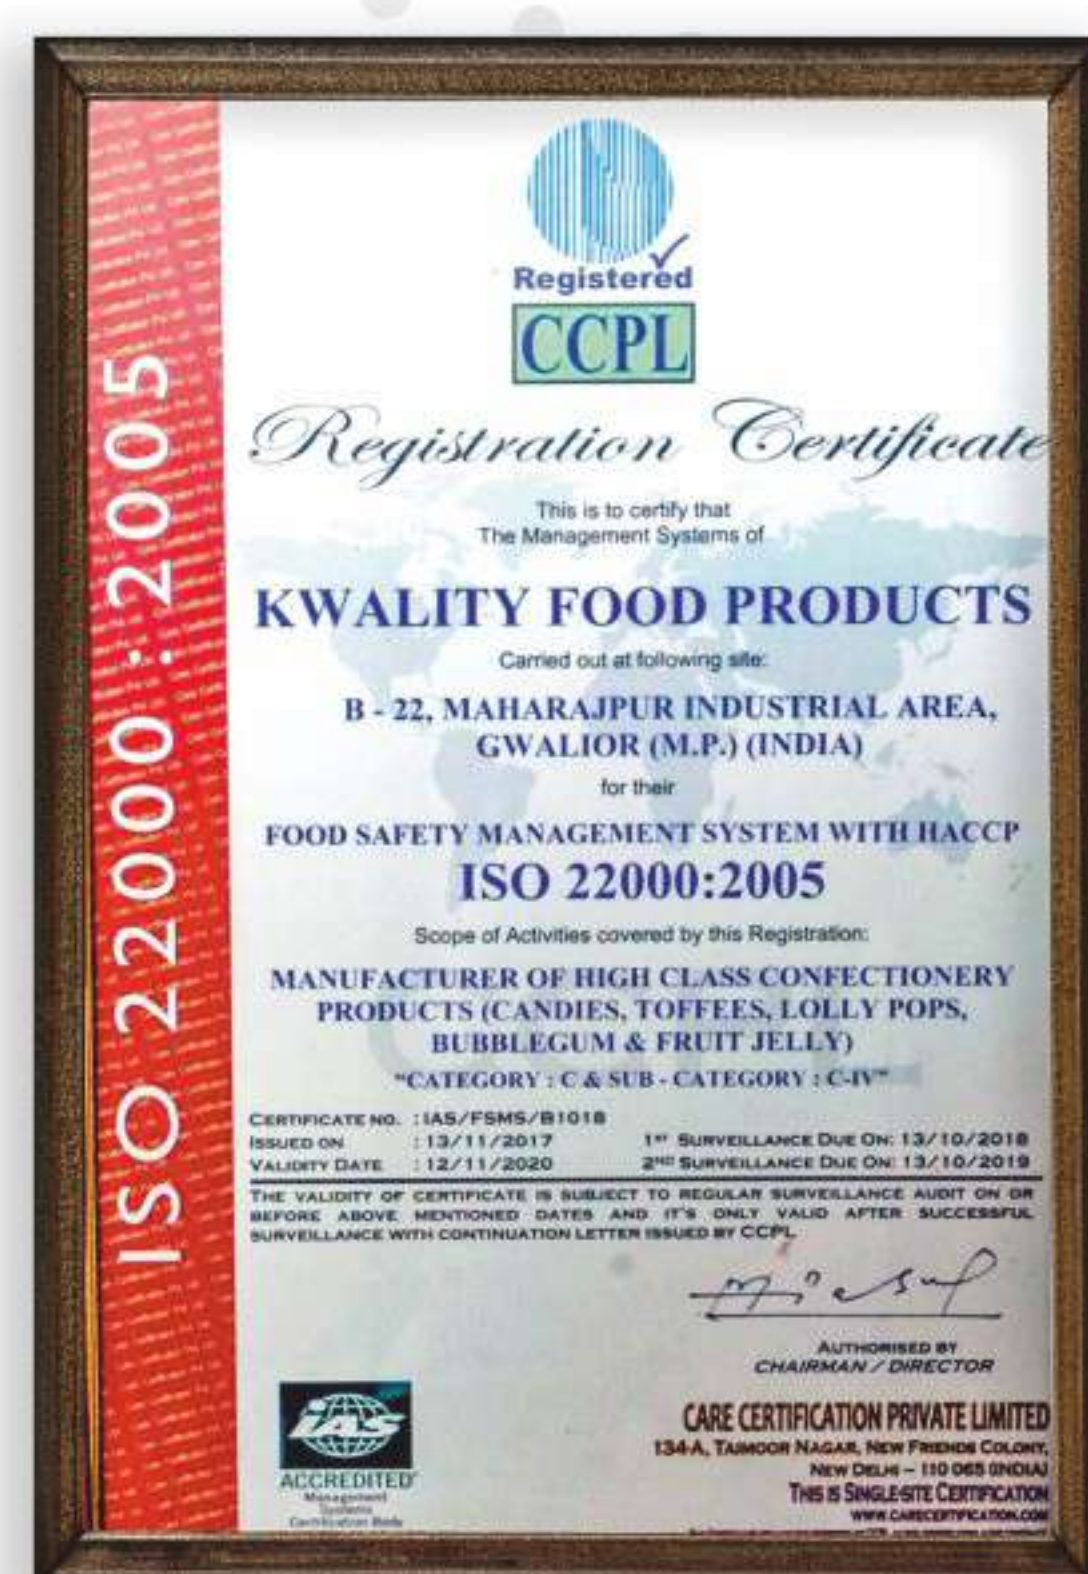 ISO 22000 : 2005
Registered
CCPL
Registration Certificate
This is to certify that
The Management Systems of
KWALITY FOOD PRODUCTS
Carried out at following site:
B - 22, MAHARAJPUR INDUSTRIAL AREA,
GWALIOR (M.P.) (INDIA)
for their
FOOD SAFETY MANAGEMENT SYSTEM WITH HACCP
ISO 22000:2005
Scope of Activities covered by this Registration:
MANUFACTURER OF HIGH CLASS CONFECTIONERY
PRODUCTS (CANDIES, TOFFEES, LOLLY POPS,
BUBBLEGUM & FRUIT JELLY)
"CATEGORY : C & SUB - CATEGORY : C-IV"
CERTIFICATE NO. : IAS/FSMS/B1018
ISSUED ON : 13/11/2017 1ST SURVEILLANCE DUE ON: 13/10/2018
VALIDITY DATE : 12/11/2020 2ND SURVEILLANCE DUE ON: 13/10/2019
THE VALIDITY OF CERTIFICATE IS SUBJECT TO REGULAR SURVEILLANCE AUDIT ON OR
BEFORE ABOVE MENTIONED DATES AND IT'S ONLY VALID AFTER SUCCESSFUL
SURVEILLANCE WITH CONTINUATION LETTER ISSUED BY CCPL
AUTHORISED BY
CHAIRMAN / DIRECTOR
IAS
ACCREDITED
Management
Systems
Certification Body
CARE CERTIFICATION PRIVATE LIMITED
134-A, TAIMOOR NAGAR, NEW FRIENDS COLONY,
NEW DELHI – 110 065 (INDIA)
THIS IS SINGLE-SITE CERTIFICATION
WWW.CARECERTIFICATION.COM